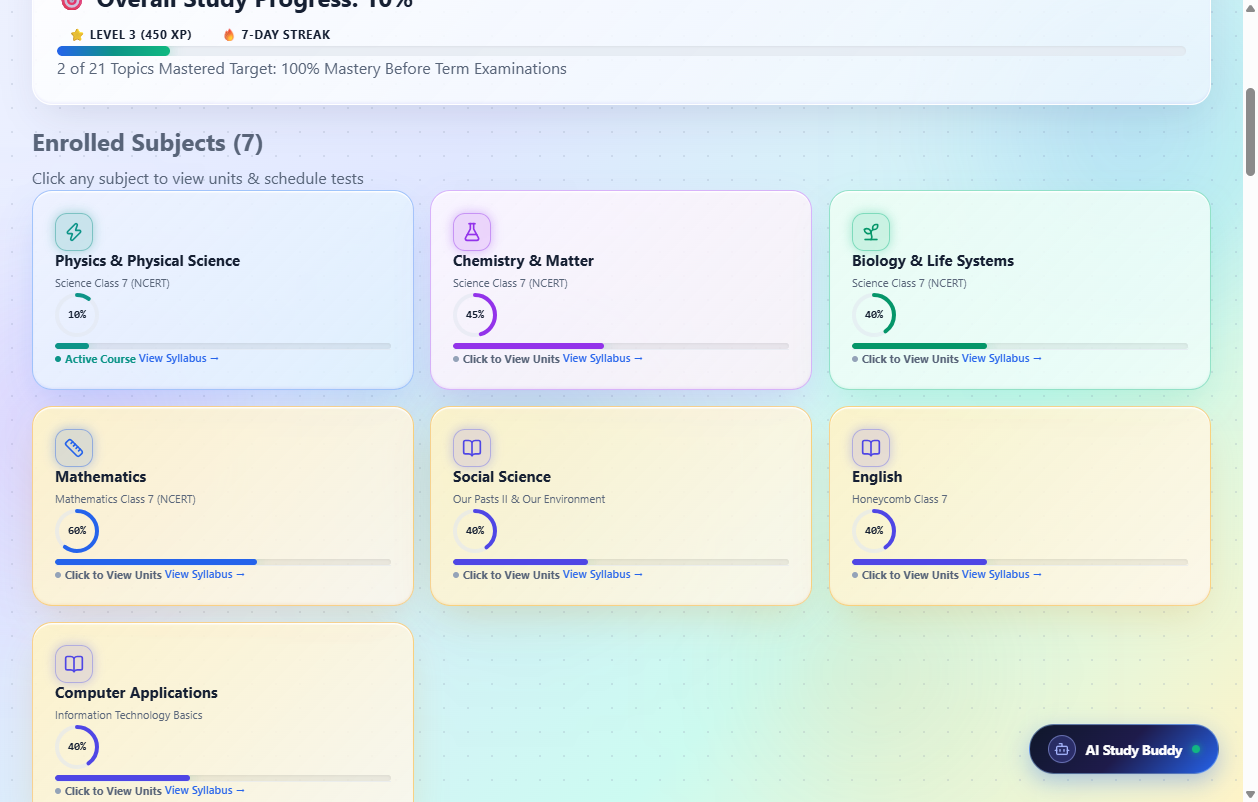 Overall Study Progress: 10%
LEVEL 3 (450 XP) 7-DAY STREAK
2 of 21 Topics Mastered Target: 100% Mastery Before Term Examinations
Enrolled Subjects (7)
Click any subject to view units & schedule tests
Physics & Physical Science
Science Class 7 (NCERT)
10%
Active Course View Syllabus →
Chemistry & Matter
Science Class 7 (NCERT)
45%
Click to View Units View Syllabus →
Biology & Life Systems
Science Class 7 (NCERT)
40%
Click to View Units View Syllabus →
Mathematics
Mathematics Class 7 (NCERT)
60%
Click to View Units View Syllabus →
Social Science
Our Pasts II & Our Environment
40%
Click to View Units View Syllabus →
English
Honeycomb Class 7
40%
Click to View Units View Syllabus →
Computer Applications
Information Technology Basics
40%
Click to View Units View Syllabus →
AI Study Buddy